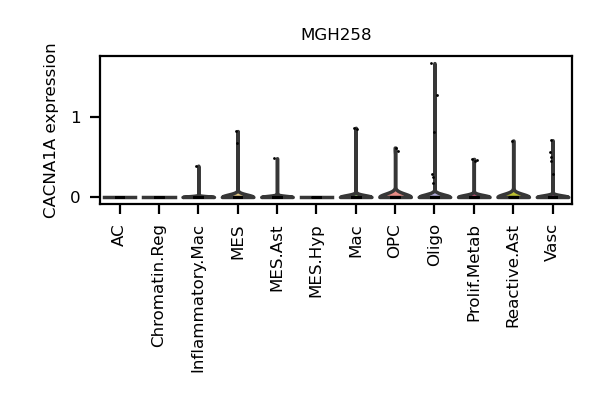 MGH258
CACNA1A expression
1
0
AC
Chromatin.Reg
Inflammatory.Mac
MES
MES.Ast
MES.Hyp
Mac
OPC
Oligo
Prolif.Metab
Reactive.Ast
Vasc